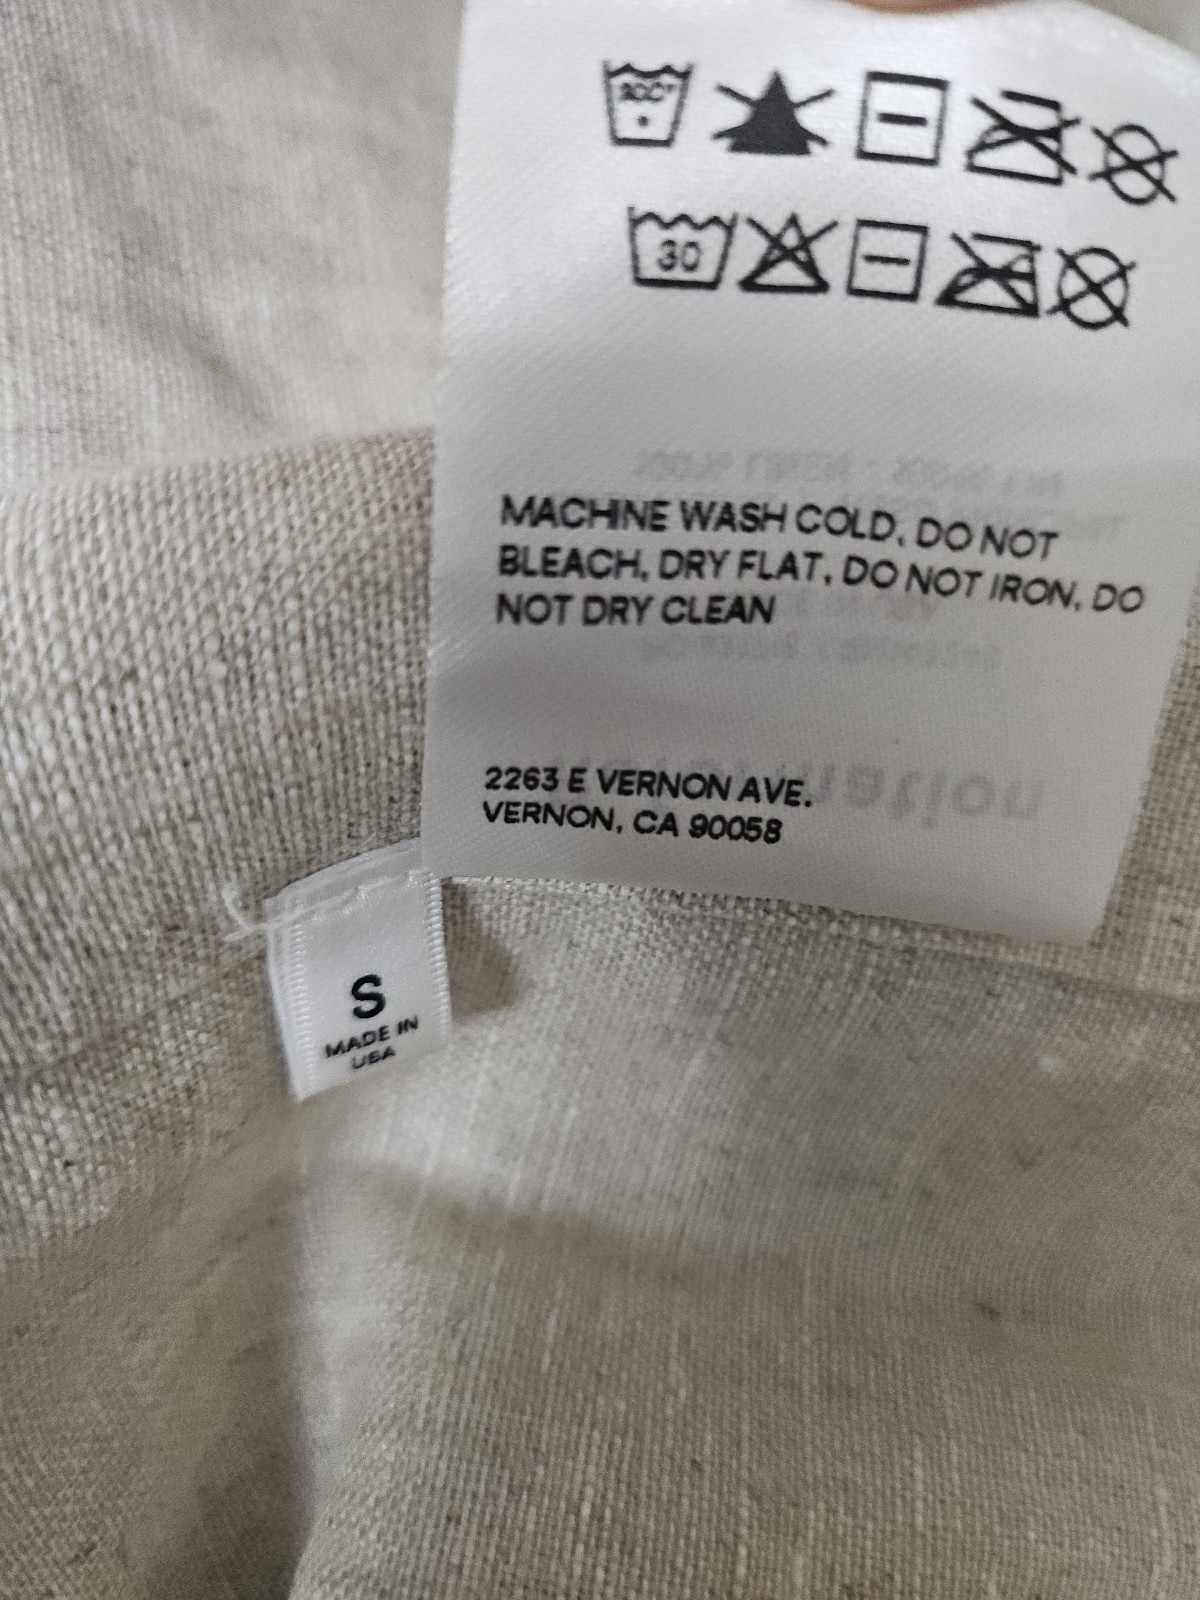 30
MACHINE WASH COLD, DO NOT
BLEACH, DRY FLAT, DO NOT IRON, DO
NOT DRY CLEAN
2263 E VERNON AVE.
VERNON, CA 90058
S
MADE IN
USA